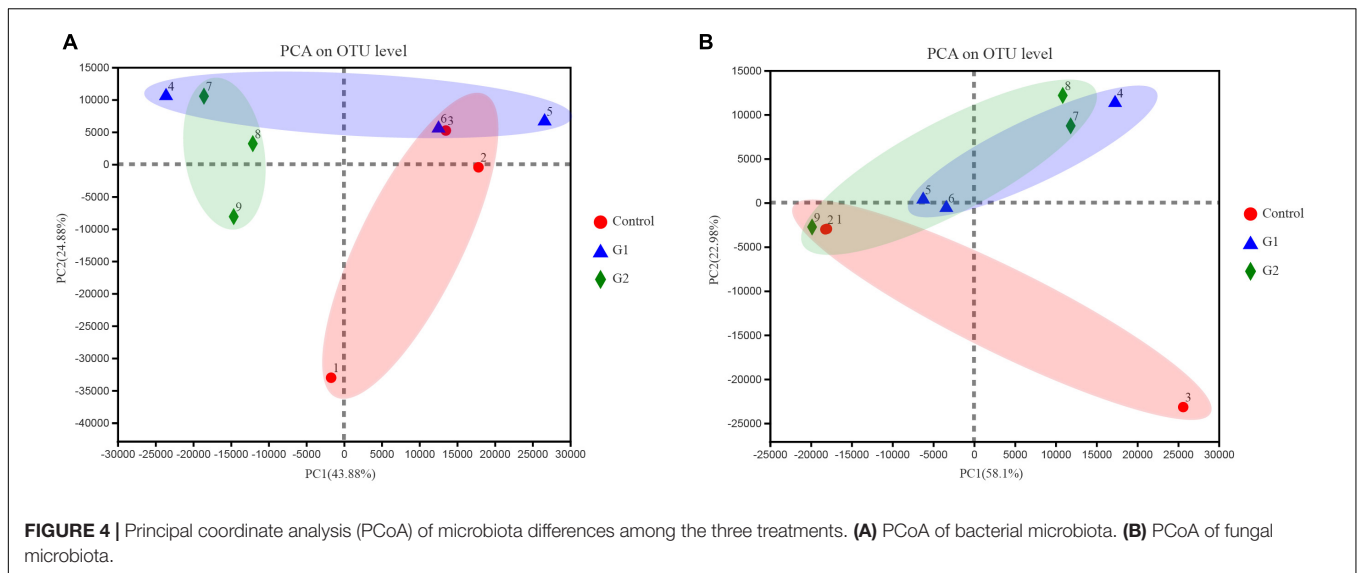 A
PCA on OTU level
15000
10000
5000
0
-5000
-10000
-15000
-20000
-25000
-30000
-35000
-40000
PC2(24.88%)
4
7
8
9
6
3
5
2
1
-30000 -25000 -20000 -15000 -10000 -5000 0 5000 10000 15000 20000 25000 30000
PC1(43.88%)
Control
G1
G2
B
PCA on OTU level
15000
10000
5000
0
-5000
-10000
-15000
-20000
-25000
PC2(22.98%)
8
4
7
5
6
9
2 1
3
-25000 -20000 -15000 -10000 -5000 0 5000 10000 15000 20000 25000 30000
PC1(58.1%)
Control
G1
G2
FIGURE 4 | Principal coordinate analysis (PCoA) of microbiota differences among the three treatments. (A) PCoA of bacterial microbiota. (B) PCoA of fungal
microbiota.